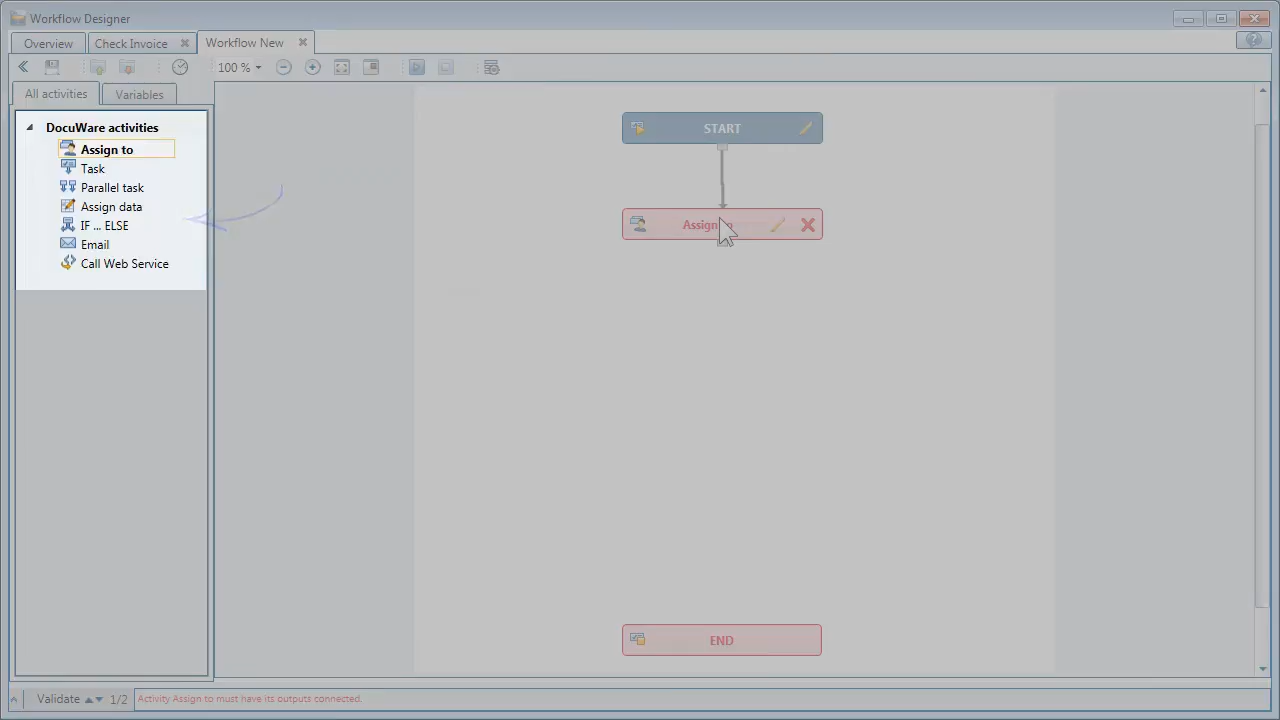 Workflow Designer
Overview
Check Invoice
Workflow New
100 %
All activities
Variables
DocuWare activities
Assign to
Task
Parallel task
Assign data
IF ... ELSE
Email
Call Web Service
START
Assign to
END
Validate
1/2
Activity Assign to must have its outputs connected.